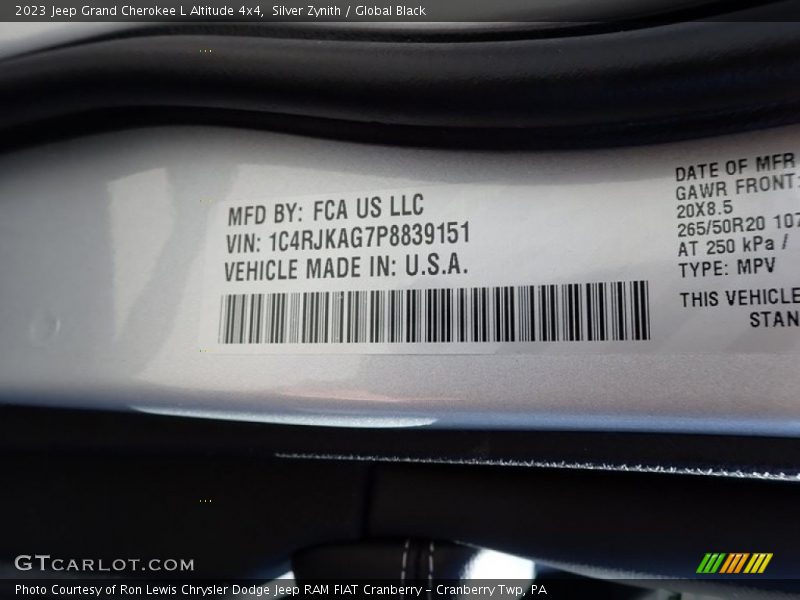 2023 Jeep Grand Cherokee L Altitude 4x4, Silver Zynith / Global Black
MFD BY: FCA US LLC
VIN: 1C4RJKAG7P8839151
VEHICLE MADE IN: U.S.A.
DATE OF MFR
GAWR FRONT:
20X8.5
265/50R20 107
AT 250 kPa /
TYPE: MPV
THIS VEHICLE
STAN
GTCARLOT.COM
Photo Courtesy of Ron Lewis Chrysler Dodge Jeep RAM FIAT Cranberry – Cranberry Twp, PA